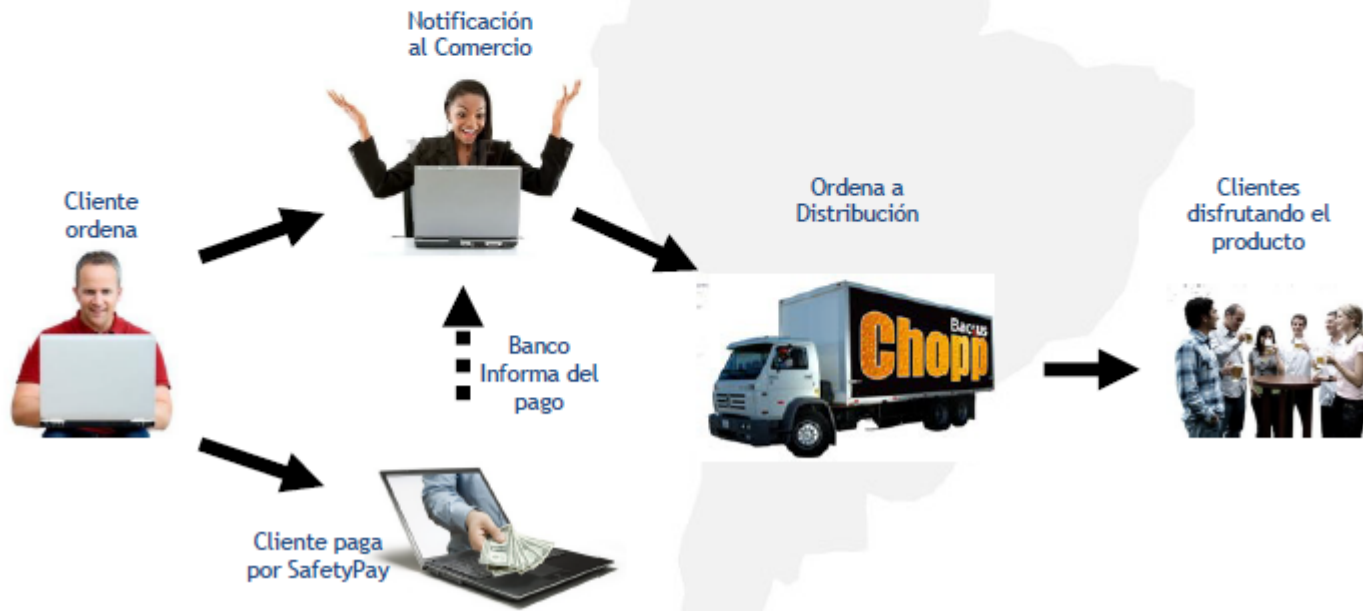 Notificación
al Comercio
Cliente
ordena
Ordena a
Distribución
Clientes
disfrutando el
producto
Banco
Informa del
pago
Backus
Chopp
Cliente paga
por SafetyPay